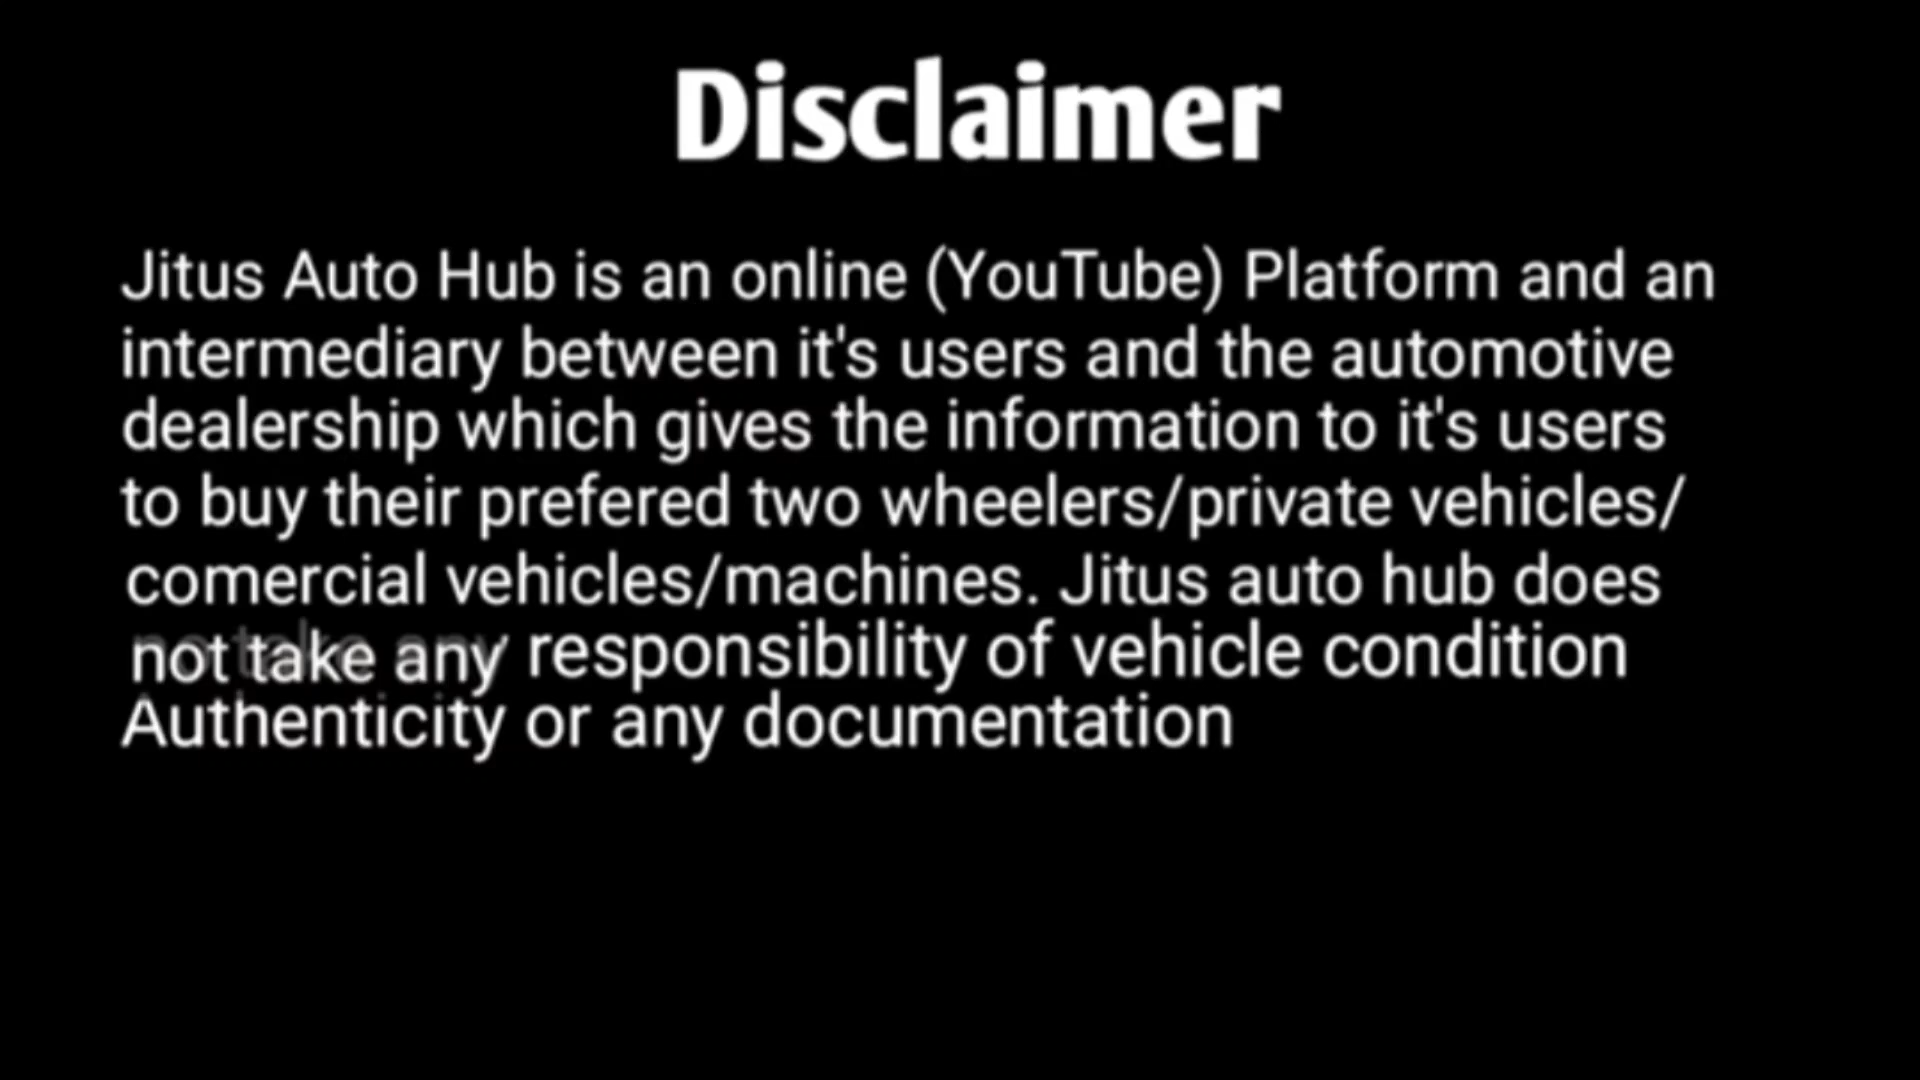 Disclaimer
Jitus Auto Hub is an online (YouTube) Platform and an
intermediary between it's users and the automotive
dealership which gives the information to it's users
to buy their prefered two wheelers/private vehicles/
comercial vehicles/machines. Jitus auto hub does
not take any responsibility of vehicle condition
Authenticity or any documentation